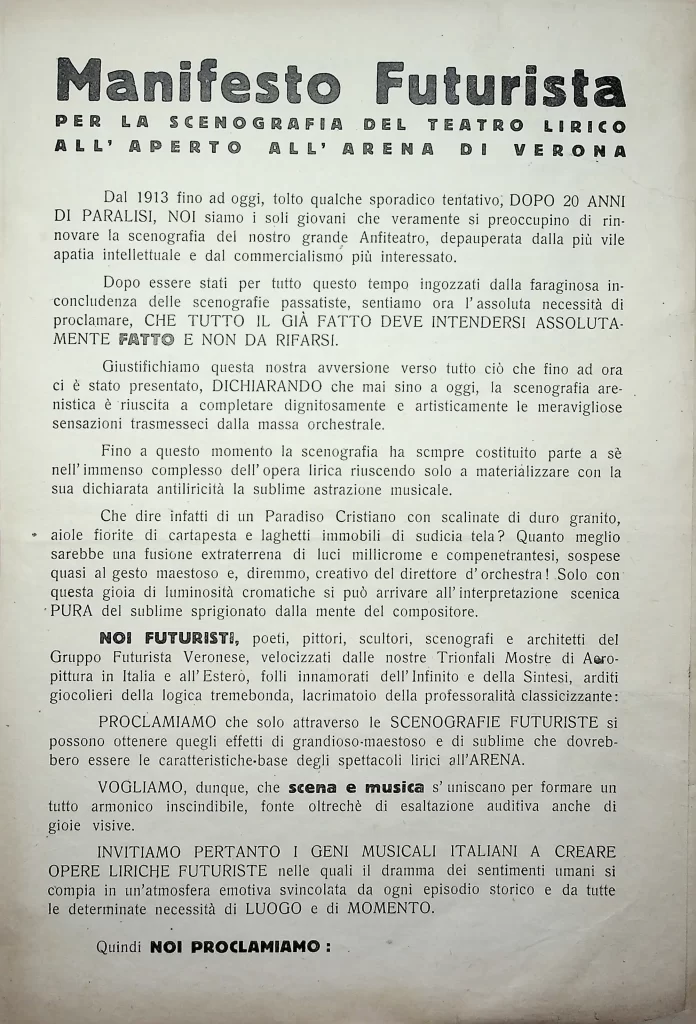 Manifesto Futurista
PER LA SCENOGRAFIA DEL TEATRO LIRICO
ALL' APERTO ALL' ARENA DI VERONA
Dal 1913 fino ad oggi, tolto qualche sporadico tentativo, DOPO 20 ANNI
DI PARALISI, NOI siamo i soli giovani che veramente si preoccupino di rin-
novare la scenografia del nostro grande Anfiteatro, depauperata dalla più vile
apatia intellettuale e dal commercialismo più interessato.
Dopo essere stati per tutto questo tempo ingozzati dalla faraginosa in-
concludenza delle scenografie passatiste, sentiamo ora l'assoluta necessità di
proclamare, CHE TUTTO IL GIÀ FATTO DEVE INTENDERSI ASSOLUTA-
MENTE FATTO E NON DA RIFARSI.
Giustifichiamo questa nostra avversione verso tutto ciò che fino ad ora
ci è stato presentato, DICHIARANDO che mai sino a oggi, la scenografia are-
nistica è riuscita a completare dignitosamente e artisticamente le meravigliose
sensazioni trasmesseci dalla massa orchestrale.
Fino a questo momento la scenografia ha sempre costituito parte a sè
nell'immenso complesso dell'opera lirica riuscendo solo a materializzare con la
sua dichiarata antiliricità la sublime astrazione musicale.
Che dire infatti di un Paradiso Cristiano con scalinate di duro granito,
aiole fiorite di cartapesta e laghetti immobili di sudicia tela? Quanto meglio
sarebbe una fusione extraterrena di luci millicrome e compenetrantesi, sospese
quasi al gesto maestoso e, diremmo, creativo del direttore d'orchestra! Solo con
questa gioia di luminosità cromatiche si può arrivare all'interpretazione scenica
PURA del sublime sprigionato dalla mente del compositore.
NOI FUTURISTI, poeti, pittori, scultori, scenografi e architetti del
Gruppo Futurista Veronese, velocizzati dalle nostre Trionfali Mostre di Aero-
pittura in Italia e all'Estero, folli innamorati dell'Infinito e della Sintesi, arditi
giocolieri della logica tremebonda, lacrimatoio della professoralità classicizzante:
PROCLAMIAMO che solo attraverso le SCENOGRAFIE FUTURISTE si
possono ottenere quegli effetti di grandioso-maestoso e di sublime che dovreb-
bero essere le caratteristiche-base degli spettacoli lirici all'ARENA.
VOGLIAMO, dunque, che scena e musica s'uniscano per formare un
tutto armonico inscindibile, fonte oltrechè di esaltazione auditiva anche di
gioie visive.
INVITIAMO PERTANTO I GENI MUSICALI ITALIANI A CREARE
OPERE LIRICHE FUTURISTE nelle quali il dramma dei sentimenti umani si
compia in un'atmosfera emotiva svincolata da ogni episodio storico e da tutte
le determinate necessità di LUOGO e di MOMENTO.
Quindi NOI PROCLAMIAMO: